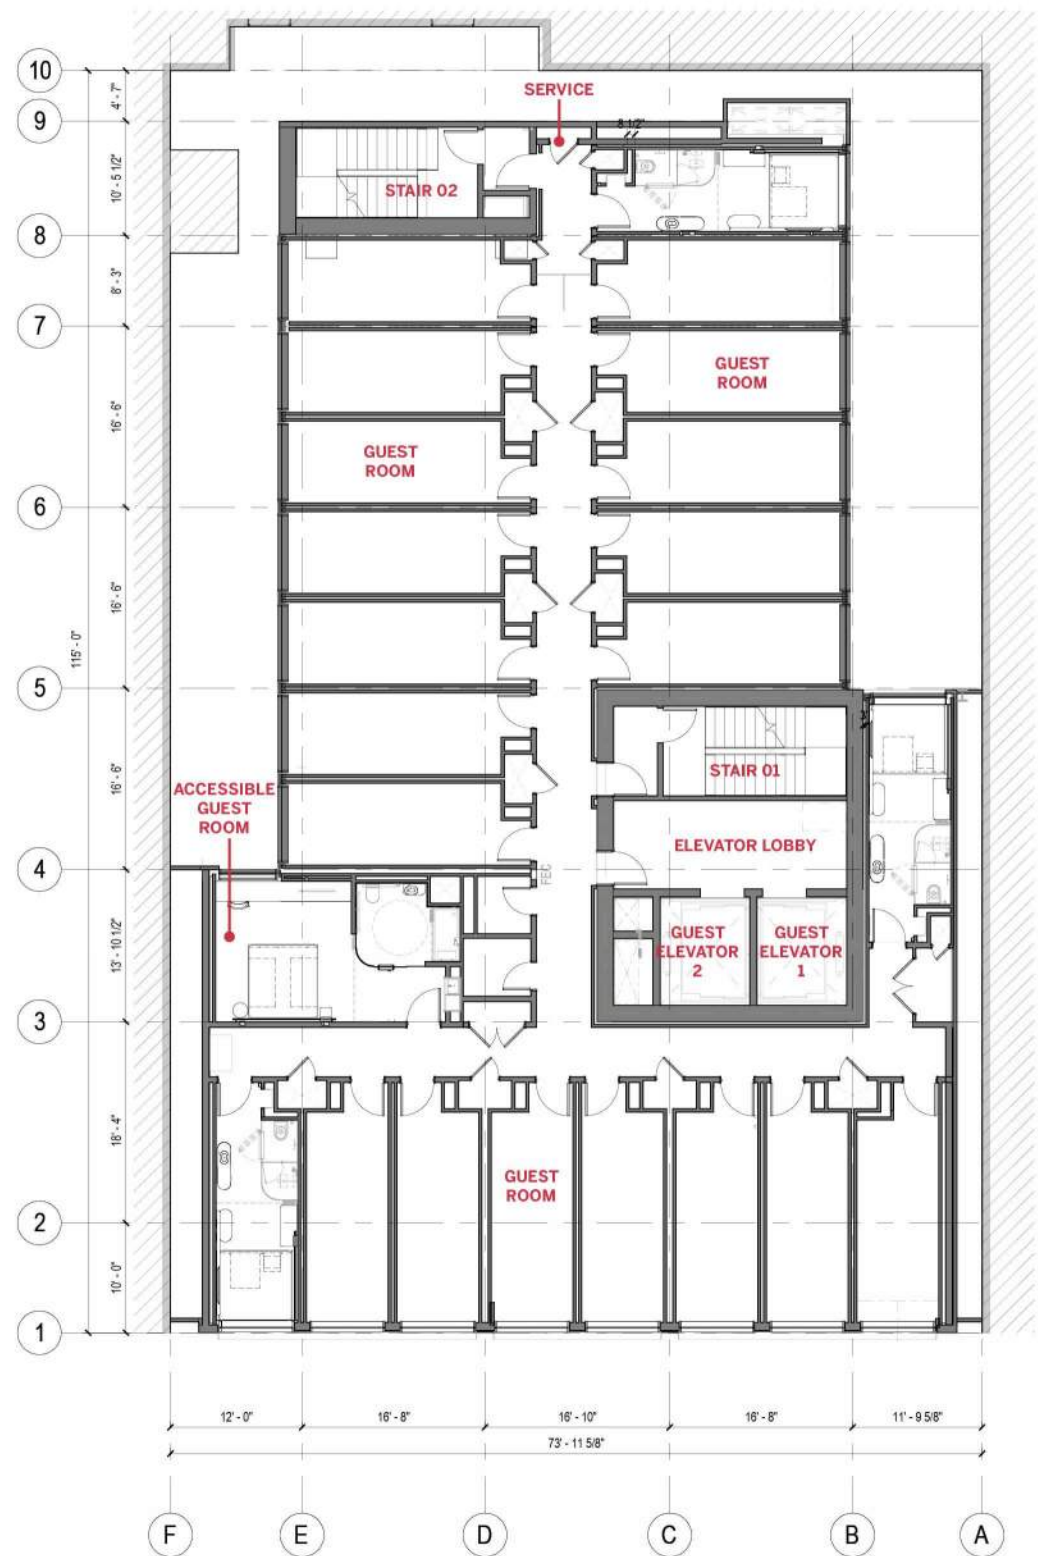 10
4' - 7"
9
SERVICE
8 1/2"
10' - 5 1/2"
STAIR 02
8
8' - 3"
7
GUEST
ROOM
16' - 6"
GUEST
ROOM
6
16' - 6"
115' - 0"
5
STAIR 01
16' - 6"
ACCESSIBLE
GUEST
ROOM
ELEVATOR LOBBY
4
FEC
GUEST
ELEVATOR
2
GUEST
ELEVATOR
1
13' - 10 1/2"
3
18' - 4"
GUEST
ROOM
2
10' - 0"
1
12' - 0"
16' - 8"
16' - 10"
16' - 8"
11' - 9 5/8"
73' - 11 5/8"
F
E
D
C
B
A